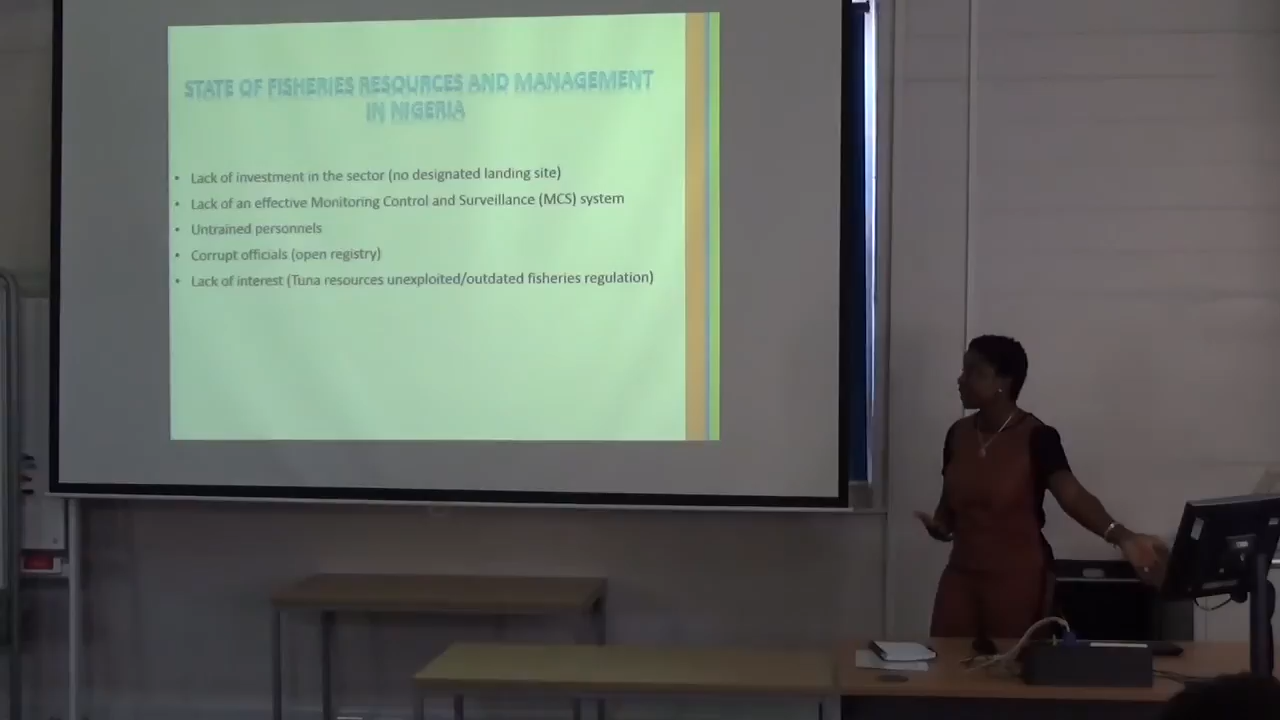 STATE OF FISHERIES RESOURCES AND MANAGEMENT
IN NIGERIA
• Lack of investment in the sector (no designated landing site)
• Lack of an effective Monitoring Control and Surveillance (MCS) system
• Untrained personnels
• Corrupt officials (open registry)
• Lack of interest (Tuna resources unexploited/outdated fisheries regulation)